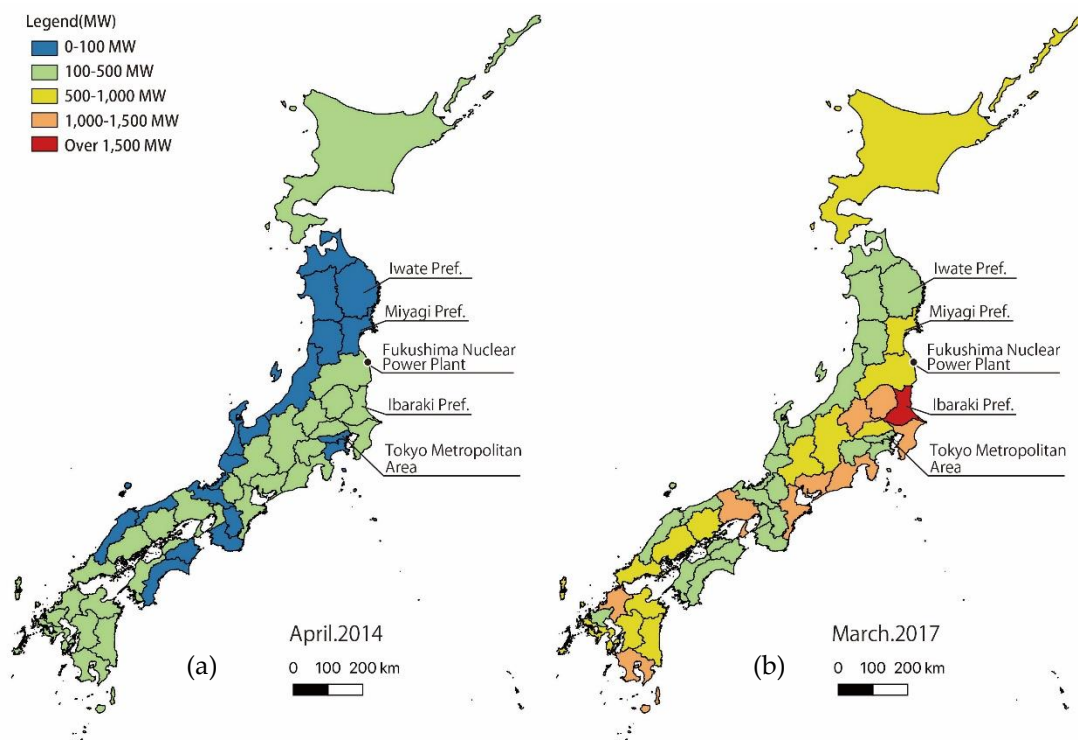 Legend(MW)
0-100 MW
100-500 MW
500-1,000 MW
1,000-1,500 MW
Over 1,500 MW
Iwate Pref.
Miyagi Pref.
Fukushima Nuclear
Power Plant
Ibaraki Pref.
Tokyo Metropolitan
Area
April.2014
(a)
0 100 200 km
Iwate Pref.
Miyagi Pref.
Fukushima Nuclear
Power Plant
Ibaraki Pref.
Tokyo Metropolitan
Area
March.2017
(b)
0 100 200 km